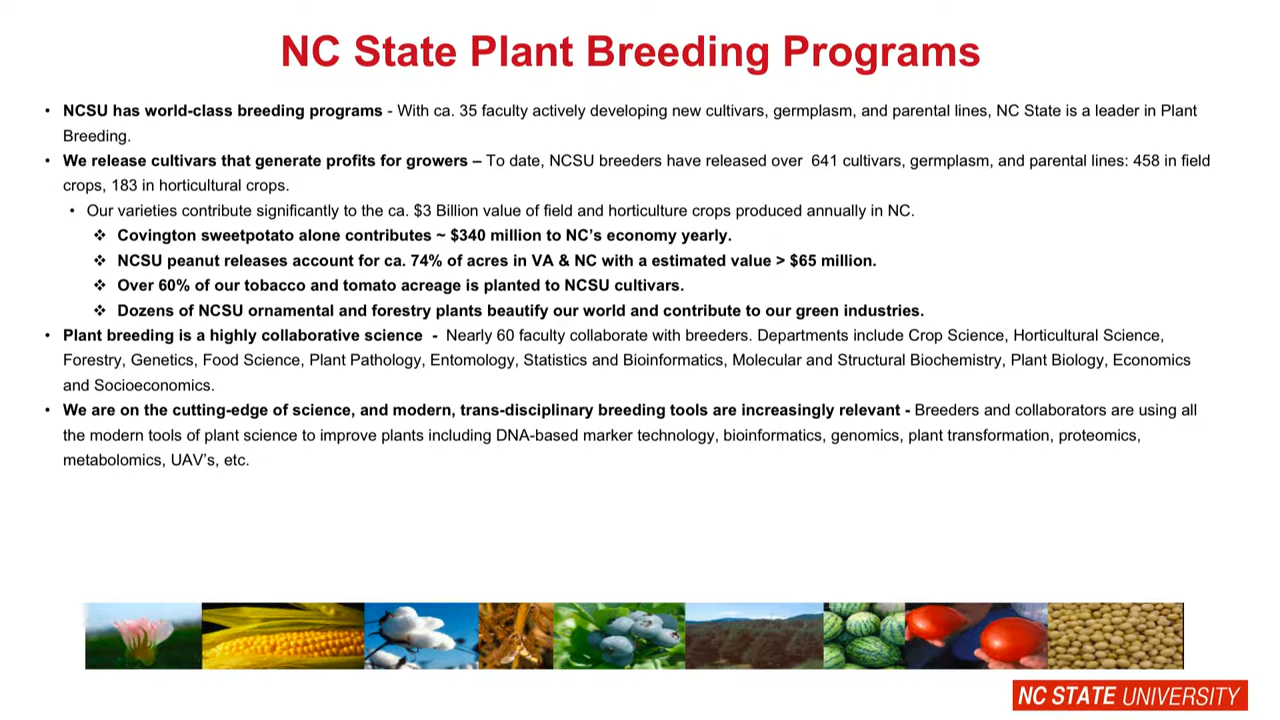 NC State Plant Breeding Programs
• NCSU has world-class breeding programs - With ca. 35 faculty actively developing new cultivars, germplasm, and parental lines, NC State is a leader in Plant
Breeding.
• We release cultivars that generate profits for growers – To date, NCSU breeders have released over 641 cultivars, germplasm, and parental lines: 458 in field
crops, 183 in horticultural crops.
• Our varieties contribute significantly to the ca. $3 Billion value of field and horticulture crops produced annually in NC.
❖ Covington sweetpotato alone contributes ~ $340 million to NC’s economy yearly.
❖ NCSU peanut releases account for ca. 74% of acres in VA & NC with a estimated value > $65 million.
❖ Over 60% of our tobacco and tomato acreage is planted to NCSU cultivars.
❖ Dozens of NCSU ornamental and forestry plants beautify our world and contribute to our green industries.
• Plant breeding is a highly collaborative science - Nearly 60 faculty collaborate with breeders. Departments include Crop Science, Horticultural Science,
Forestry, Genetics, Food Science, Plant Pathology, Entomology, Statistics and Bioinformatics, Molecular and Structural Biochemistry, Plant Biology, Economics
and Socioeconomics.
• We are on the cutting-edge of science, and modern, trans-disciplinary breeding tools are increasingly relevant - Breeders and collaborators are using all
the modern tools of plant science to improve plants including DNA-based marker technology, bioinformatics, genomics, plant transformation, proteomics,
metabolomics, UAV’s, etc.
NC STATE UNIVERSITY